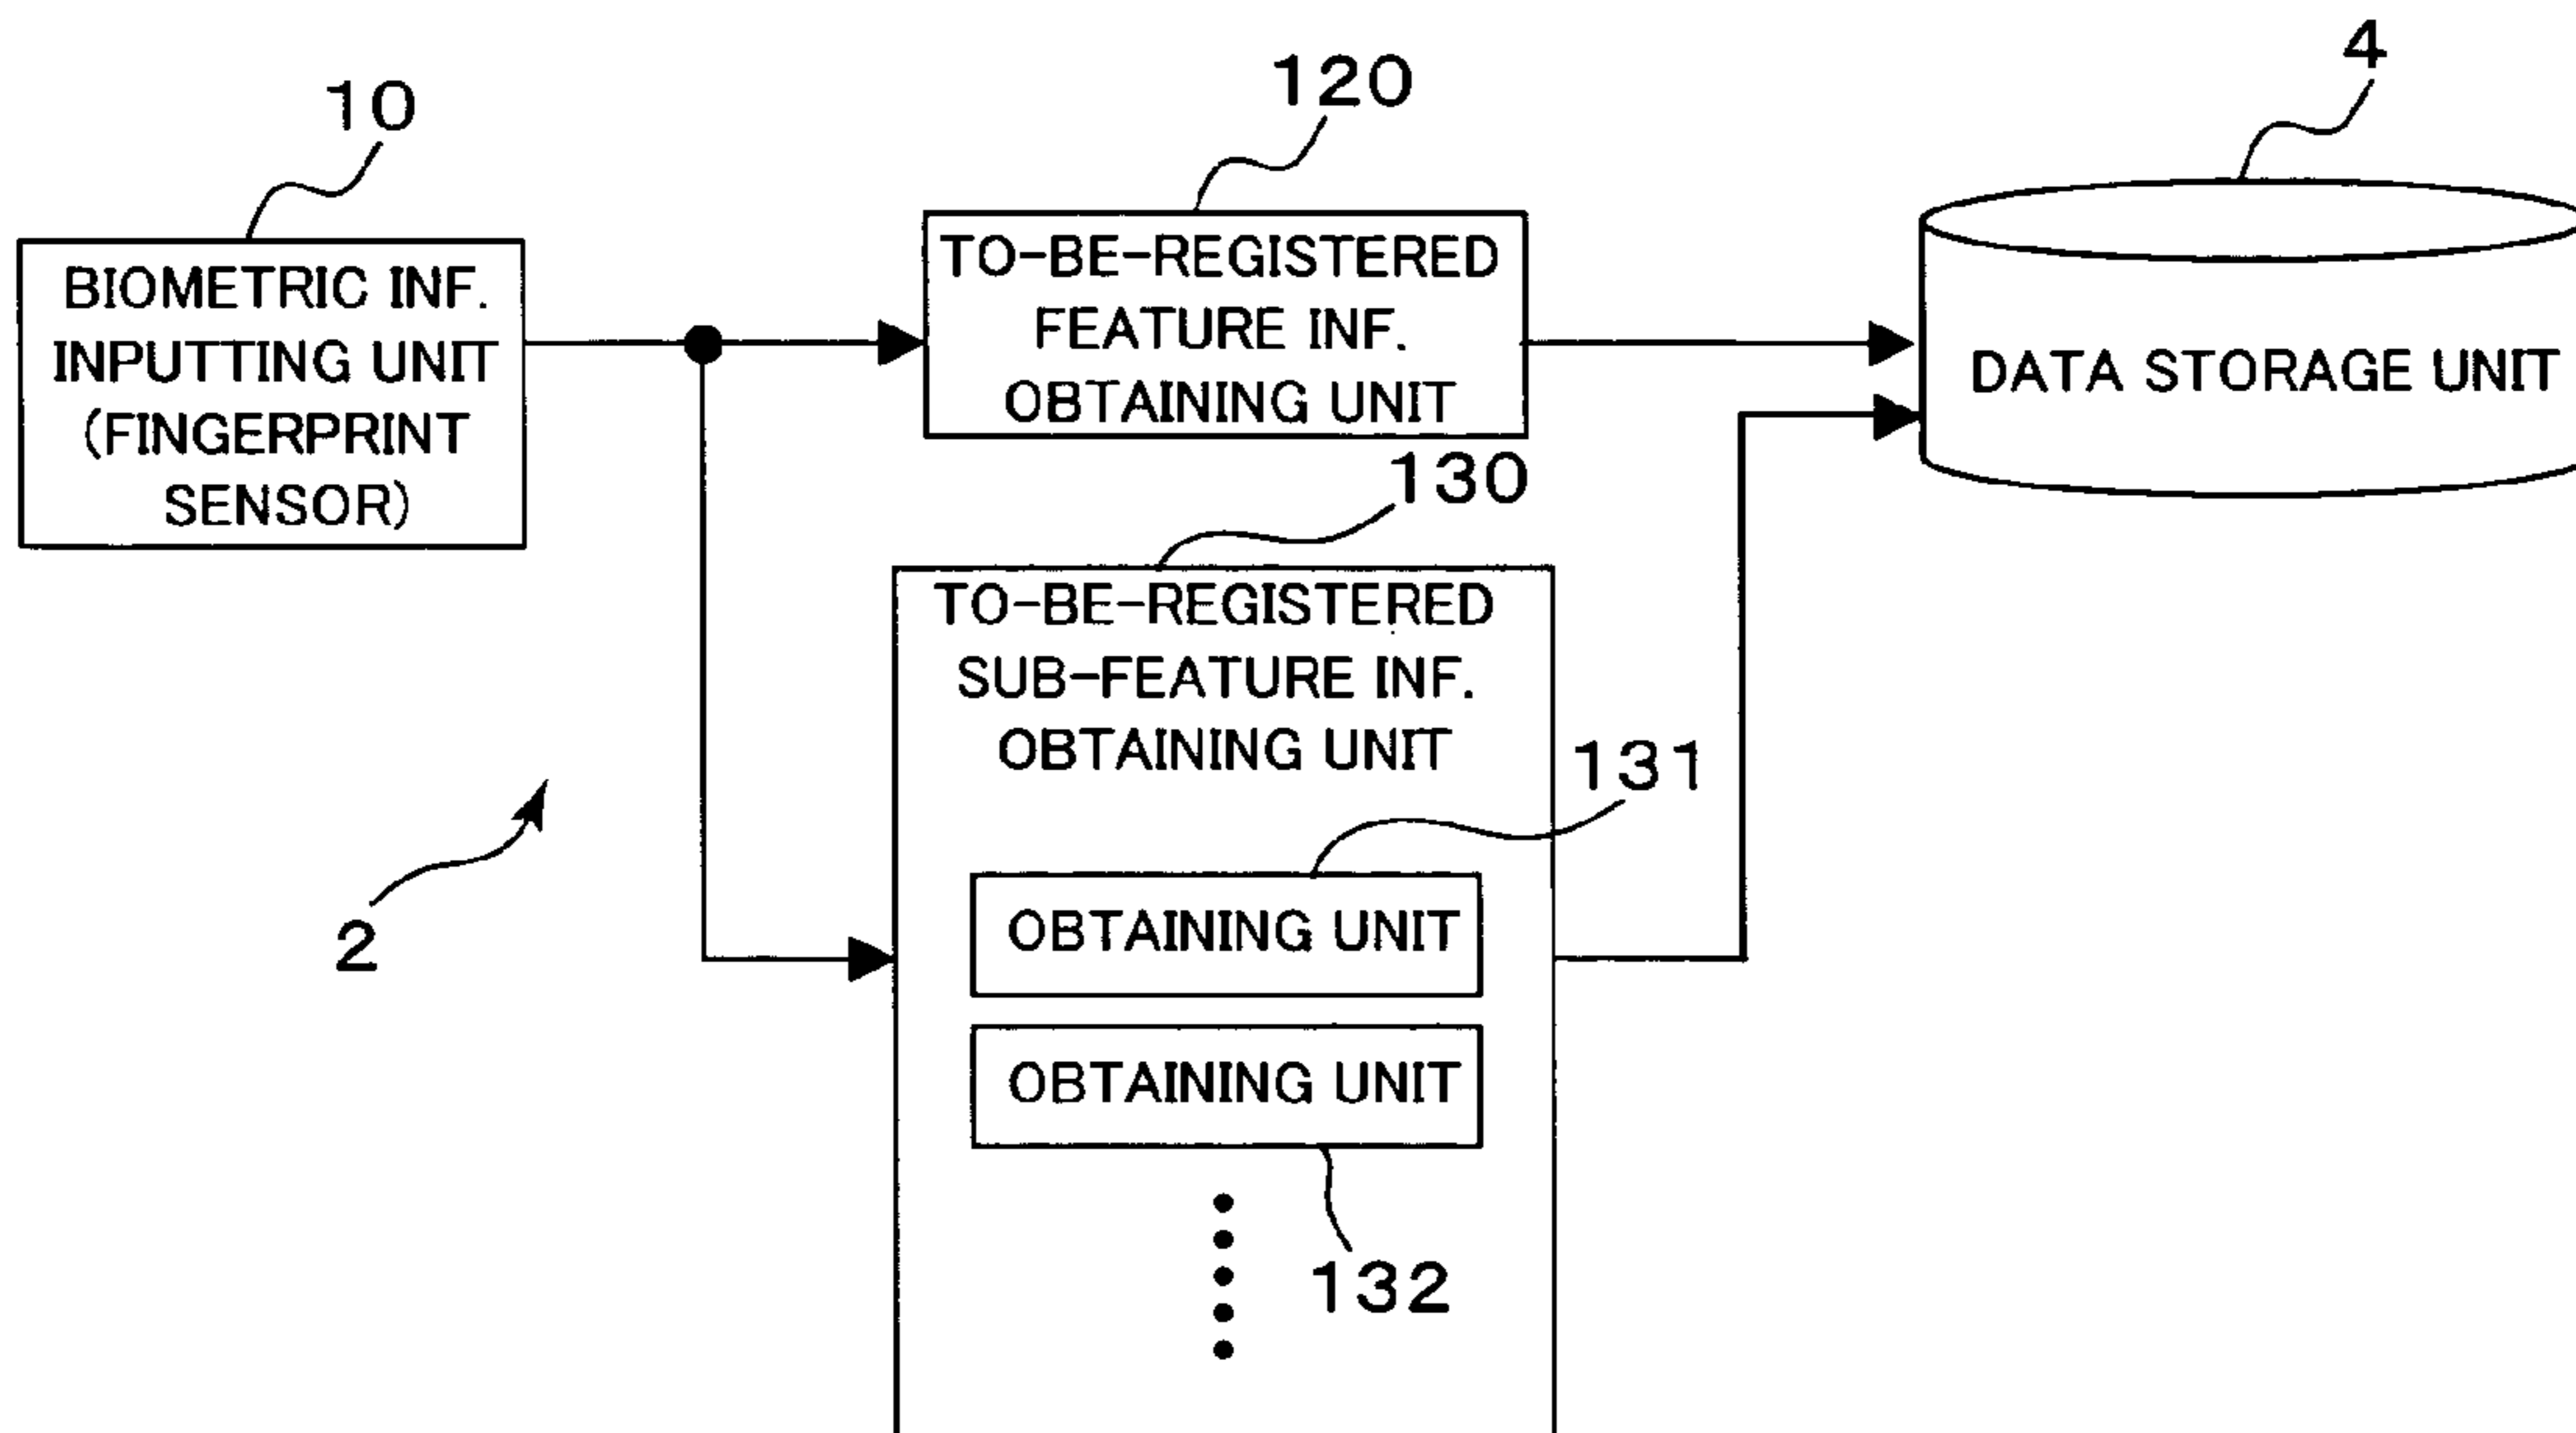 10
BIOMETRIC INF.
INPUTTING UNIT
(FINGERPRINT
SENSOR)
120
TO-BE-REGISTERED
FEATURE INF.
OBTAINING UNIT
4
DATA STORAGE UNIT
130
TO-BE-REGISTERED
SUB-FEATURE INF.
OBTAINING UNIT
131
OBTAINING UNIT
OBTAINING UNIT
132
2